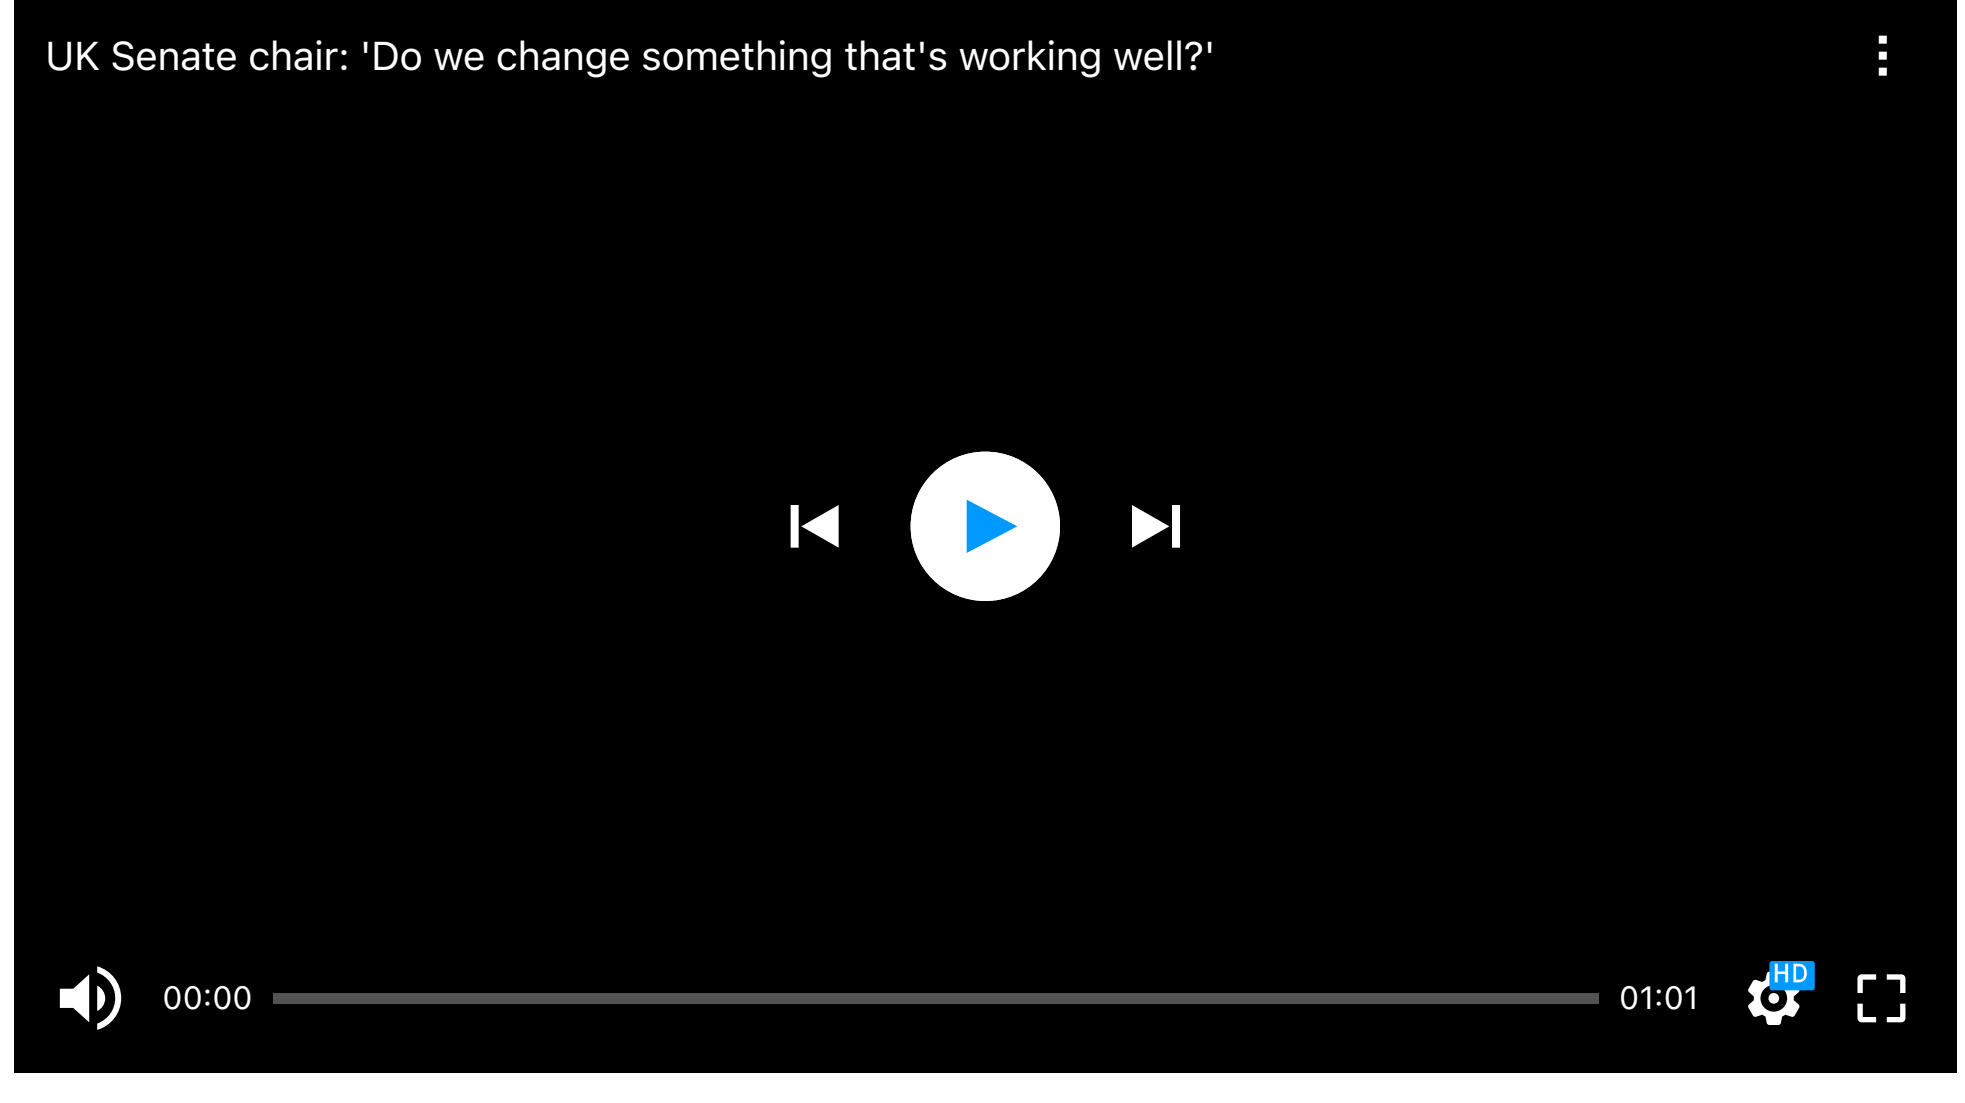 UK Senate chair: 'Do we change something that's working well?'
00:00
01:01
HD